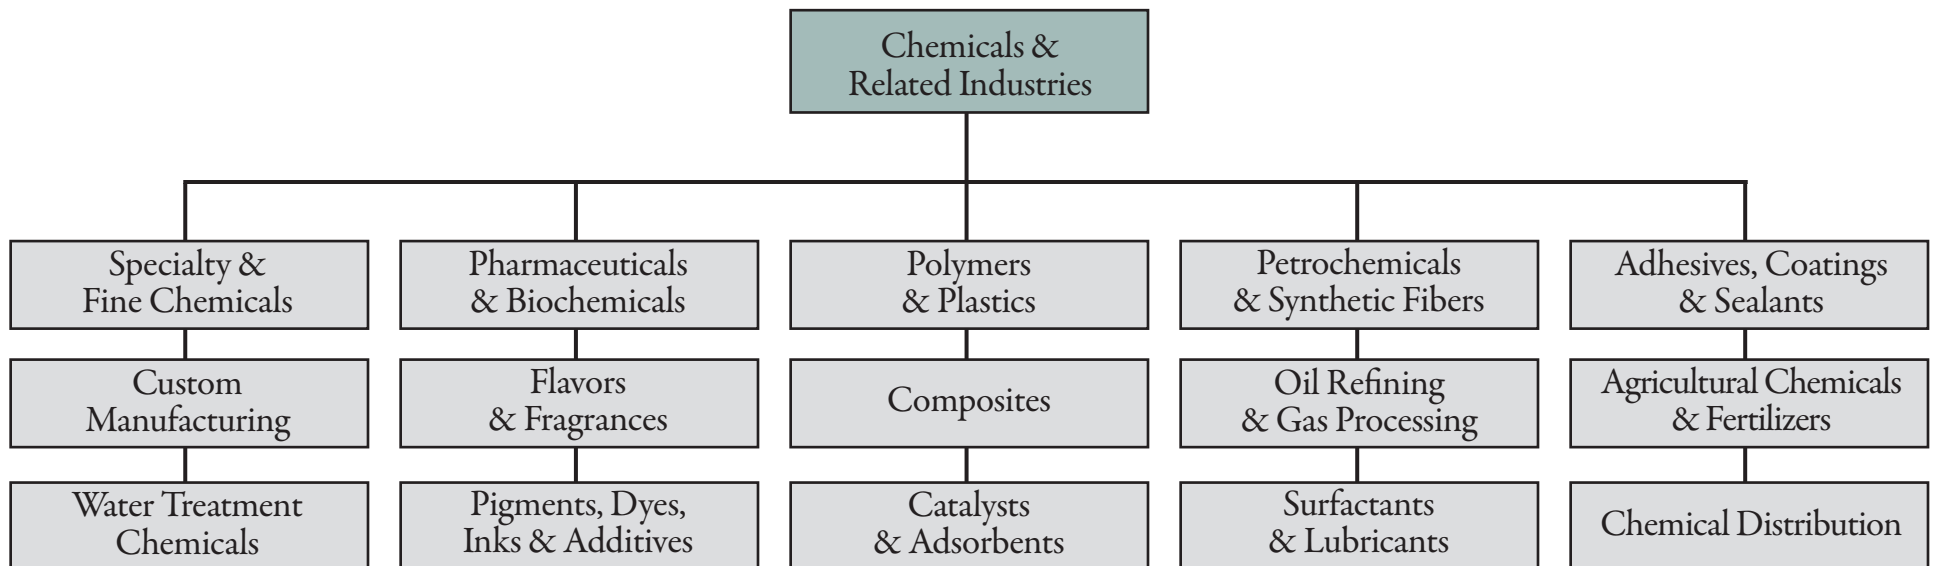 Chemicals &
Related Industries
Specialty &
Fine Chemicals
Pharmaceuticals
& Biochemicals
Polymers
& Plastics
Petrochemicals
& Synthetic Fibers
Adhesives, Coatings
& Sealants
Custom
Manufacturing
Flavors
& Fragrances
Composites
Oil Refining
& Gas Processing
Agricultural Chemicals
& Fertilizers
Water Treatment
Chemicals
Pigments, Dyes,
Inks & Additives
Catalysts
& Adsorbents
Surfactants
& Lubricants
Chemical Distribution